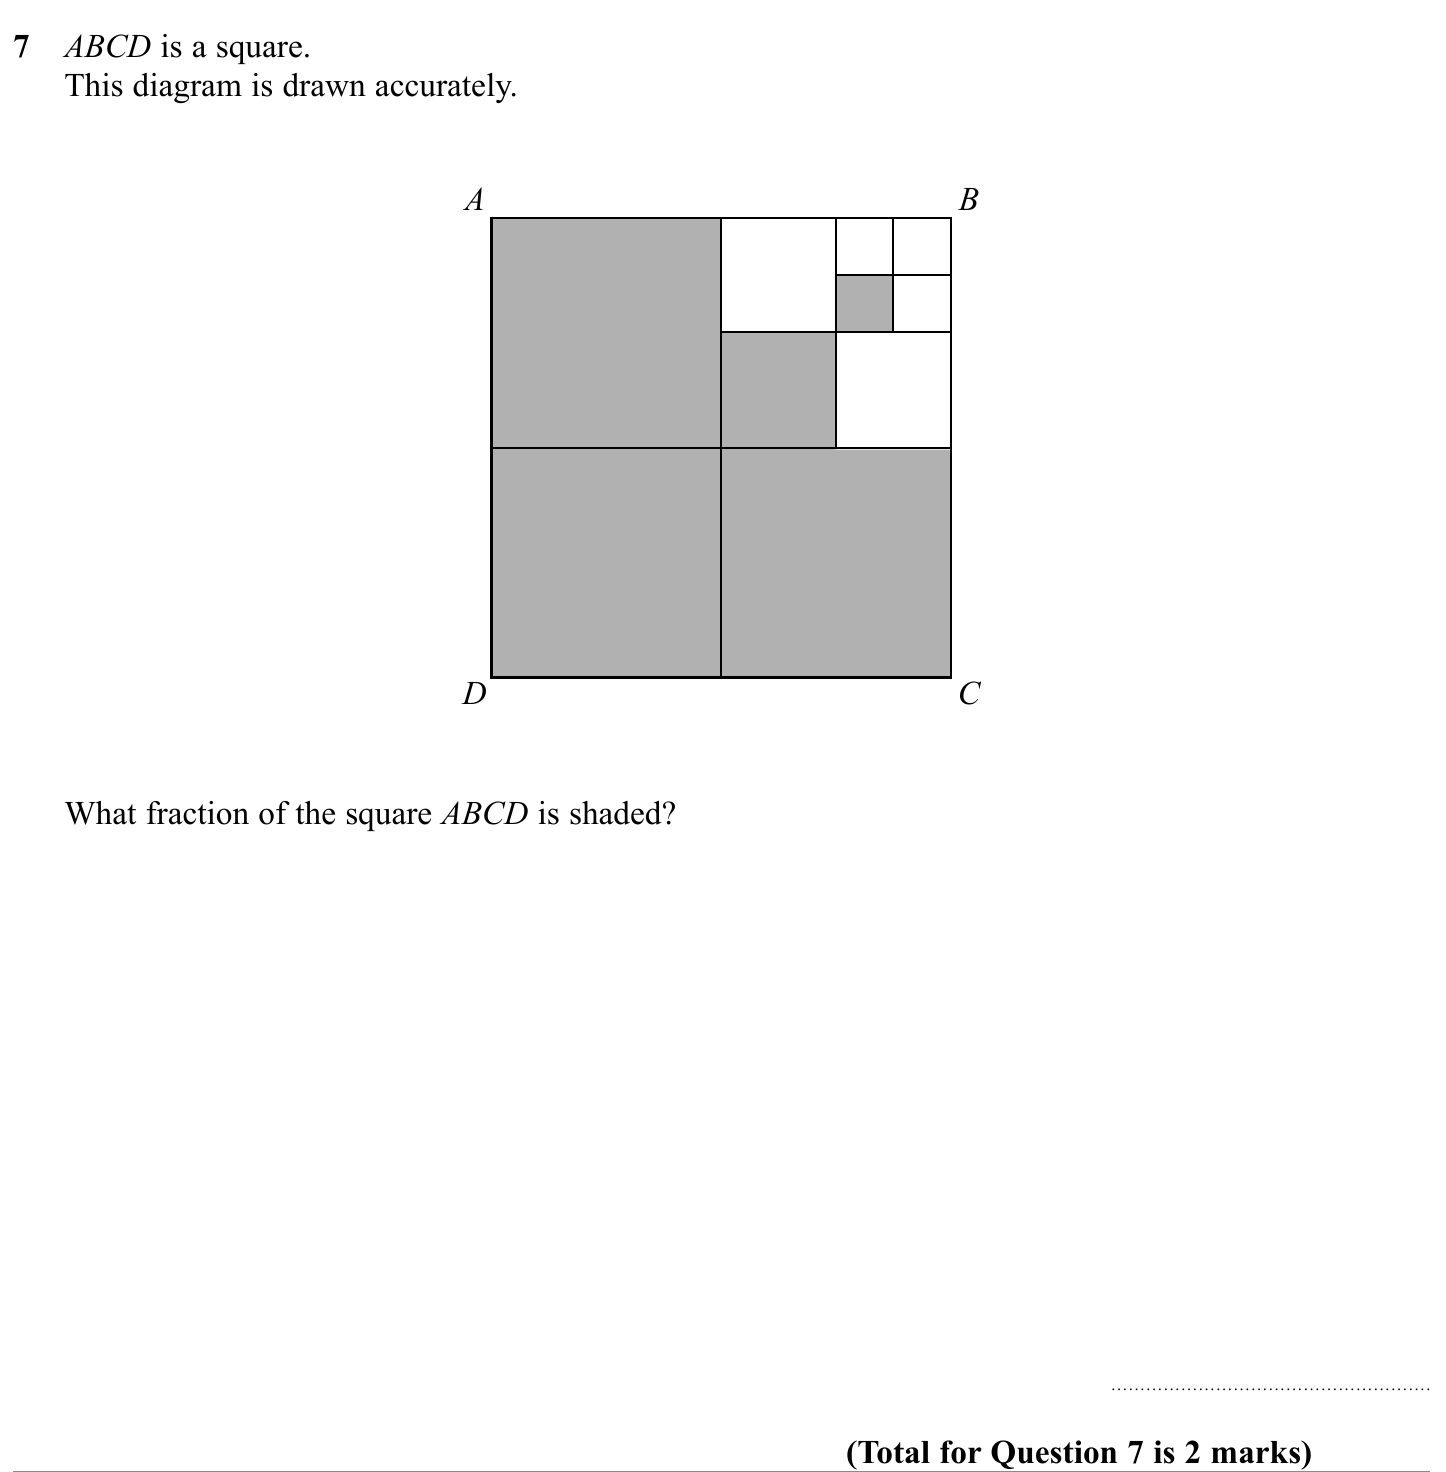 7 ABCD is a square.
This diagram is drawn accurately.
A B
D C
What fraction of the square ABCD is shaded?
(Total for Question 7 is 2 marks)